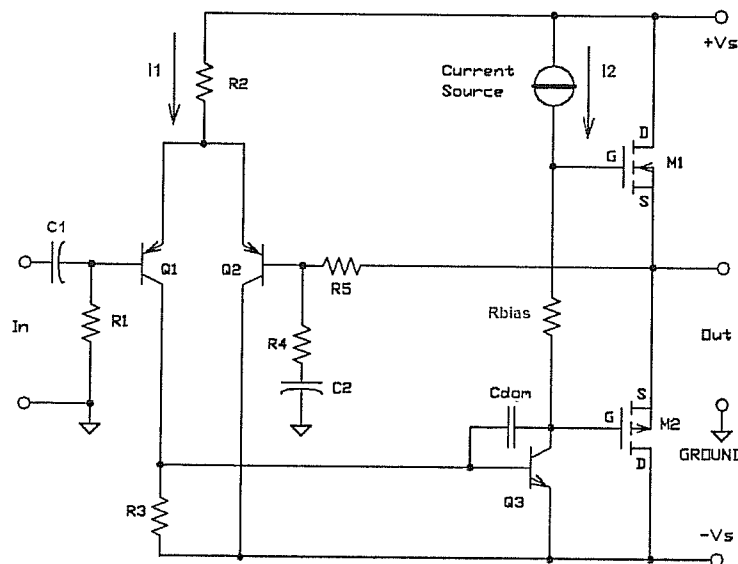 +Vs
I1
R2
Current
Source
I2
D
G
M1
S
C1
Q1
Q2
R5
In
R1
R4
Rbias
Out
C2
Cdom
S
G
M2
D
GROUND
Q3
R3
-Vs